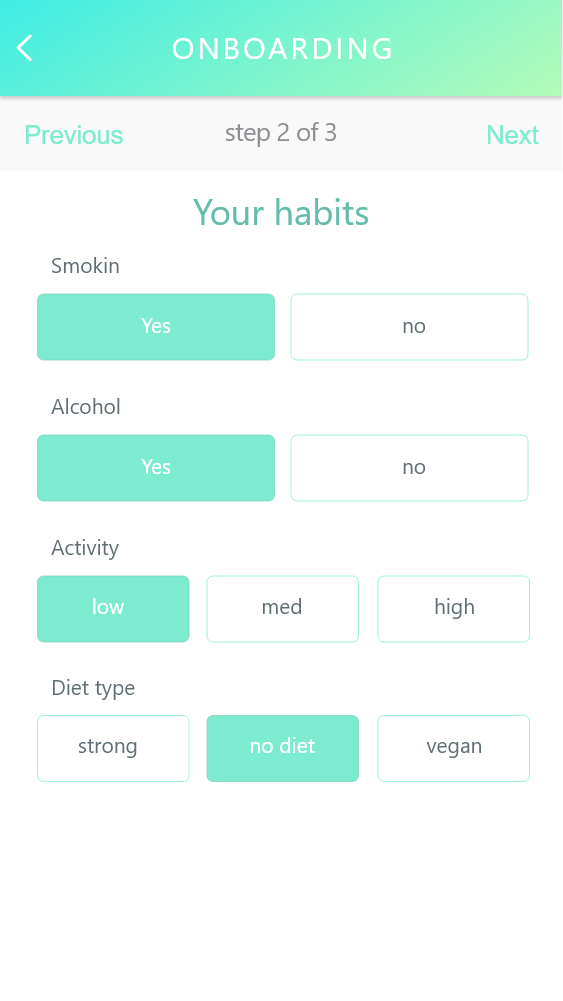 ONBOARDING
Previous step 2 of 3 Next
Your habits
Smokin
Yes no
Alcohol
Yes no
Activity
low med high
Diet type
strong no diet vegan